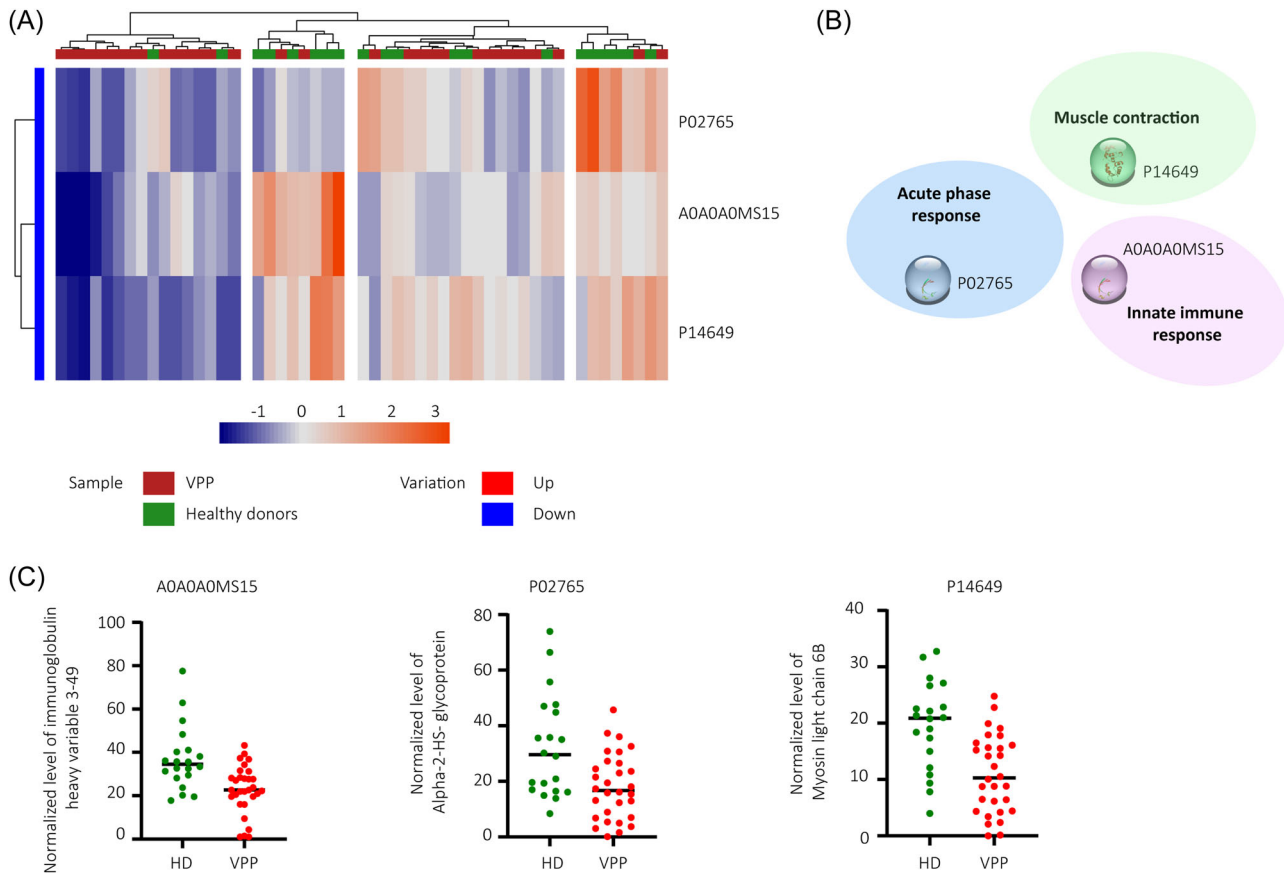 (A)
P02765
A0A0A0MS15
P14649
-1 0 1 2 3
Sample
VPP
Healthy donors
Variation
Up
Down
(B)
Muscle contraction
P14649
Acute phase
response
P02765
A0A0A0MS15
Innate immune
response
(C)
A0A0A0MS15
Normalized level of immunoglobulin
heavy variable 3-49
100
80
60
40
20
0
HD VPP
P02765
Normalized level of
Alpha-2-HS- glycoprotein
80
60
40
20
0
HD VPP
P14649
Normalized level of
Myosin light chain 6B
40
30
20
10
0
HD VPP